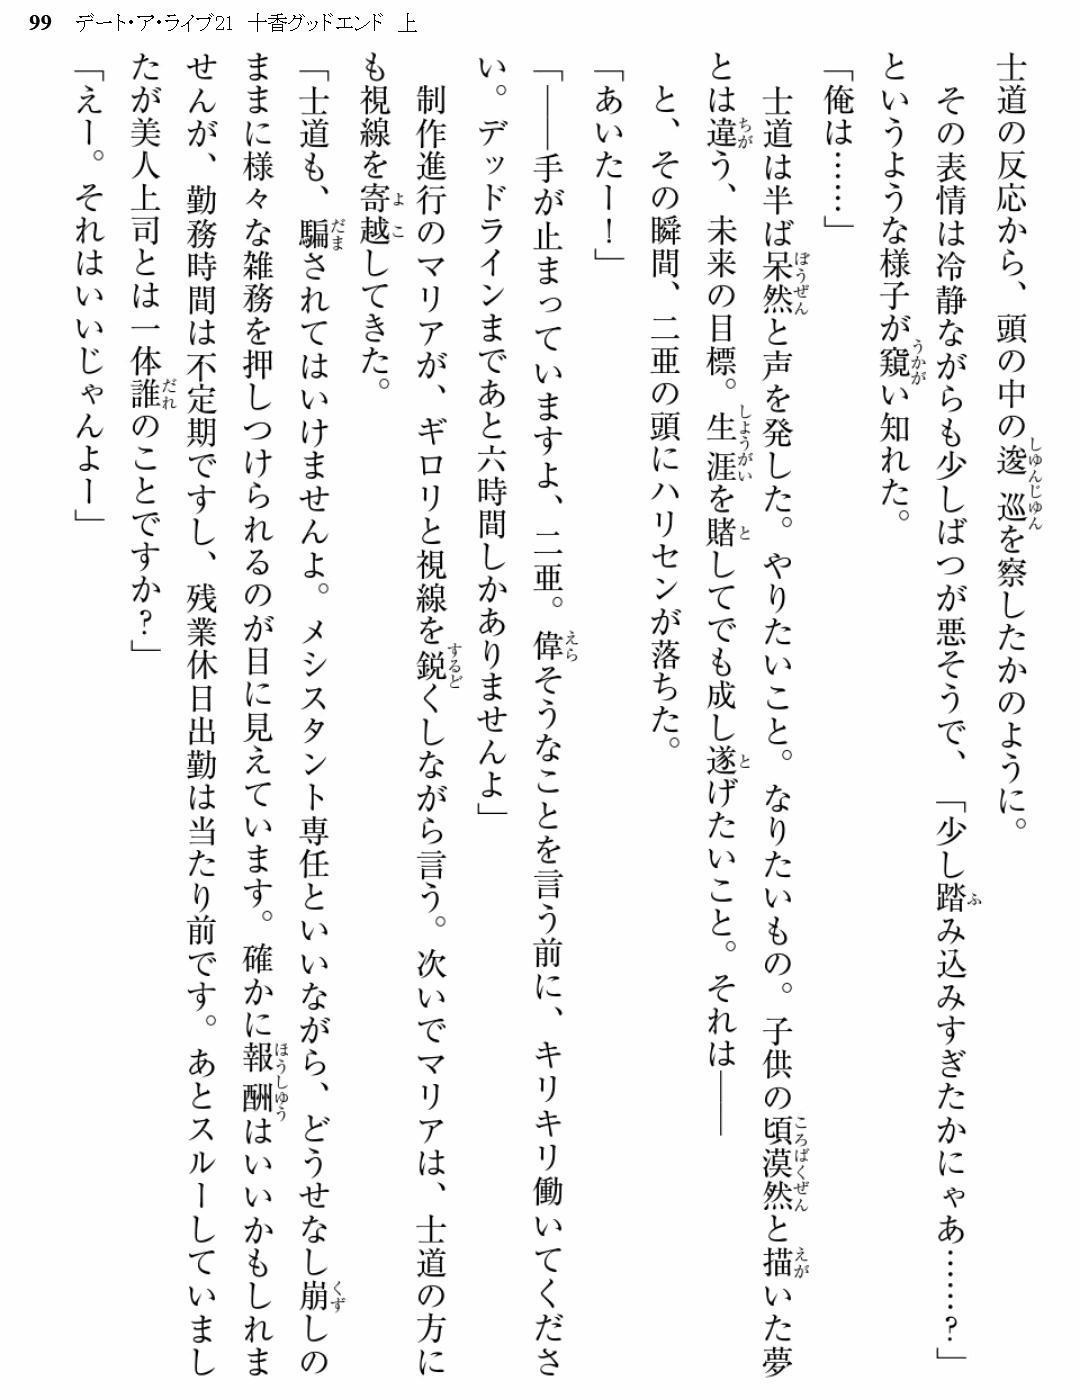 99 デート・ア・ライブ21 十香グッドエンド 上
士道の反応から、頭の中の逡巡を察したかのように。
その表情は冷静ながらも少しばつが悪そうで、「少し踏み込みすぎたかにゃあ……?」
というような様子が窺い知れた。
「俺は……」
士道は半ば呆然と声を発した。やりたいこと。なりたいもの。子供の頃漠然と描いた夢
とは違う、未来の目標。生涯を賭してでも成し遂げたいこと。それは――
と、その瞬間、二亜の頭にハリセンが落ちた。
「あいたー!」
「――手が止まっていますよ、二亜。偉そうなことを言う前に、キリキリ働いてくださ
い。デッドラインまであと六時間しかありませんよ」
制作進行のマリアが、ギロリと視線を鋭くしながら言う。次いでマリアは、士道の方に
も視線を寄越してきた。
「士道も、騙されてはいけませんよ。メシスタント専任といいながら、どうせなし崩しの
ままに様々な雑務を押しつけられるのが目に見えています。確かに報酬はいいかもしれま
せんが、勤務時間は不定期ですし、残業休日出勤は当たり前です。あとスルーしていまし
たが美人上司とは一体誰のことですか?」
「えー。それはいいじゃんよー」